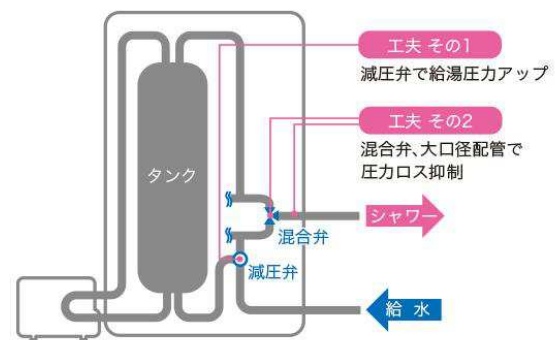 工夫 その1
減圧弁で給湯圧力アップ
工夫 その2
混合弁、大口径配管で
圧力ロス抑制
タンク
シャワー
混合弁
減圧弁
給水